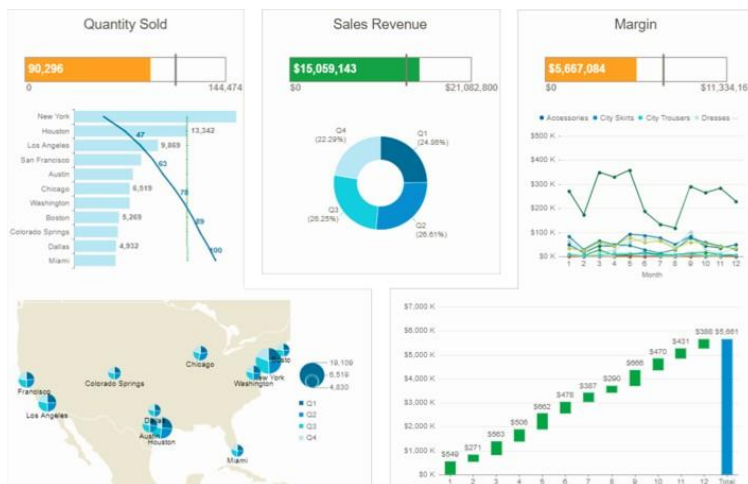 Quantity Sold
90,296
0
144,474
New York
Houston
13,342
Los Angeles
9,869
San Francisco
Austin
Chicago
6,519
Washington
Boston
5,269
Colorado Springs
Dallas
4,932
Miami
47
63
78
89
100
Sales Revenue
$15,059,143
$0
$21,082,800
Q4
(22.29%)
Q1
(24.86%)
Q3
(26.25%)
Q2
(26.61%)
Margin
$5,667,084
$0
$11,334,16
Accessories
City Skirts
City Trousers
Dresses
$500 K
$400 K
$300 K
$200 K
$100 K
$0 K
1 2 3 4 5 6 7 8 9 10 11 12
Month
Chicago
Colorado Springs
Washington
New York
Francisco
Los Angeles
Austin
Houston
Miami
19,109
6,519
4,830
Q1
Q2
Q3
Q4
$7,000 K
$6,000 K
$5,000 K
$4,000 K
$3,000 K
$2,000 K
$1,000 K
$0 K
$549
$271
$563
$506
$662
$478
$387
$290
$666
$470
$431
$388
$5,661
1 2 3 4 5 6 7 8 9 10 11 12 Total